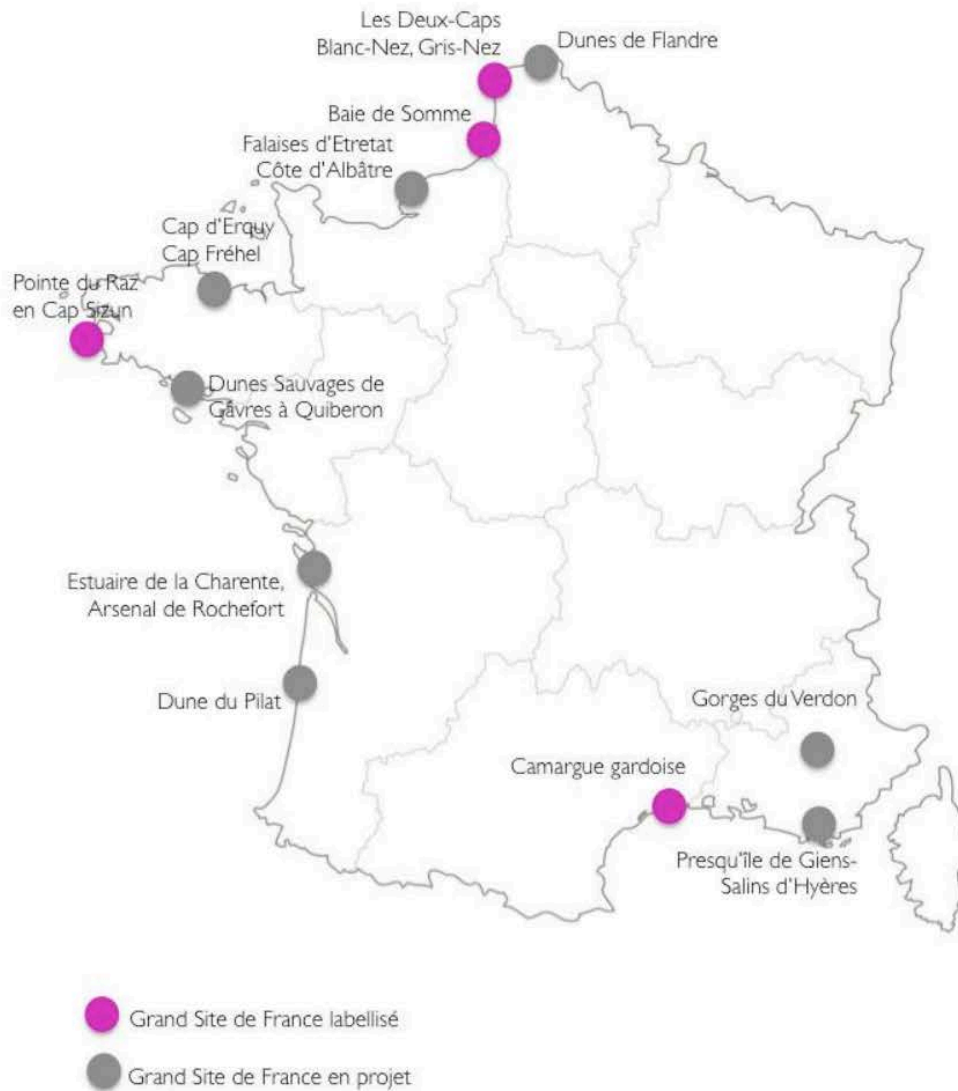 Les Deux-Caps
Blanc-Nez, Gris-Nez
Dunes de Flandre
Baie de Somme
Falaises d'Etretat
Côte d'Albâtre
Cap d'Erquy
Cap Fréhel
Pointe du Raz
en Cap Sizun
Dunes Sauvages de
Gâvres à Quiberon
Estuaire de la Charente,
Arsenal de Rochefort
Dune du Pilat
Gorges du Verdon
Camargue gardoise
Presqu'île de Giens-
Salins d'Hyères
Grand Site de France labellisé
Grand Site de France en projet